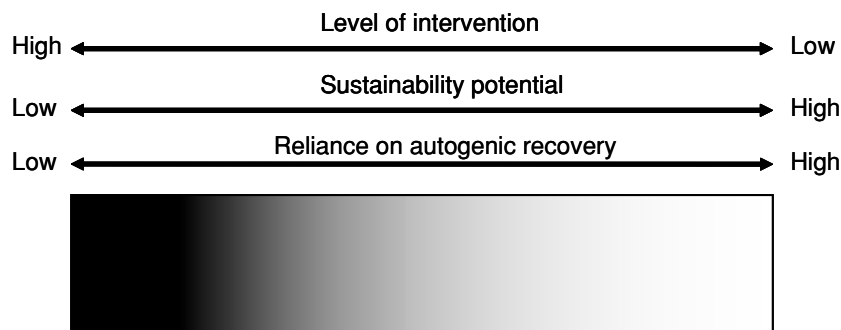 Level of intervention
High Low
Sustainability potential
Low High
Reliance on autogenic recovery
Low High